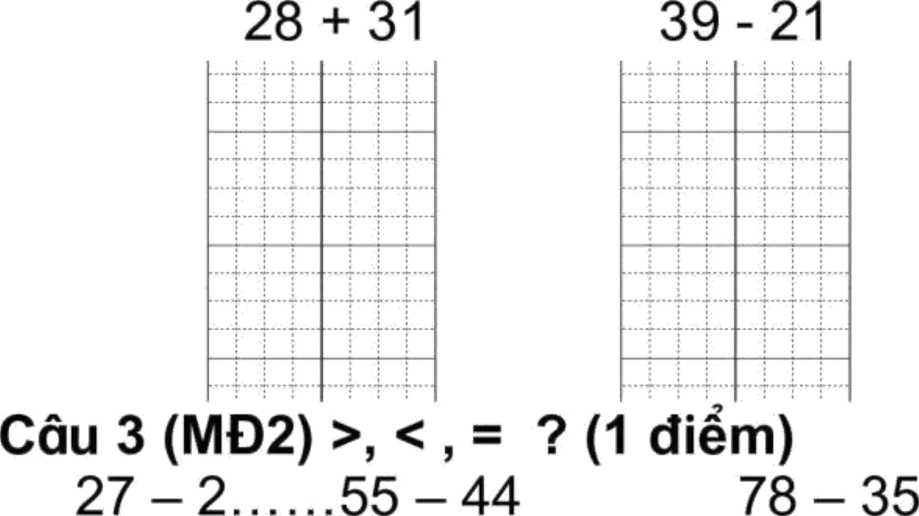 28 + 31 39 - 21
Câu 3 (MĐ2) >, < , = ? (1 điểm)
27 – 2......55 – 44 78 – 35